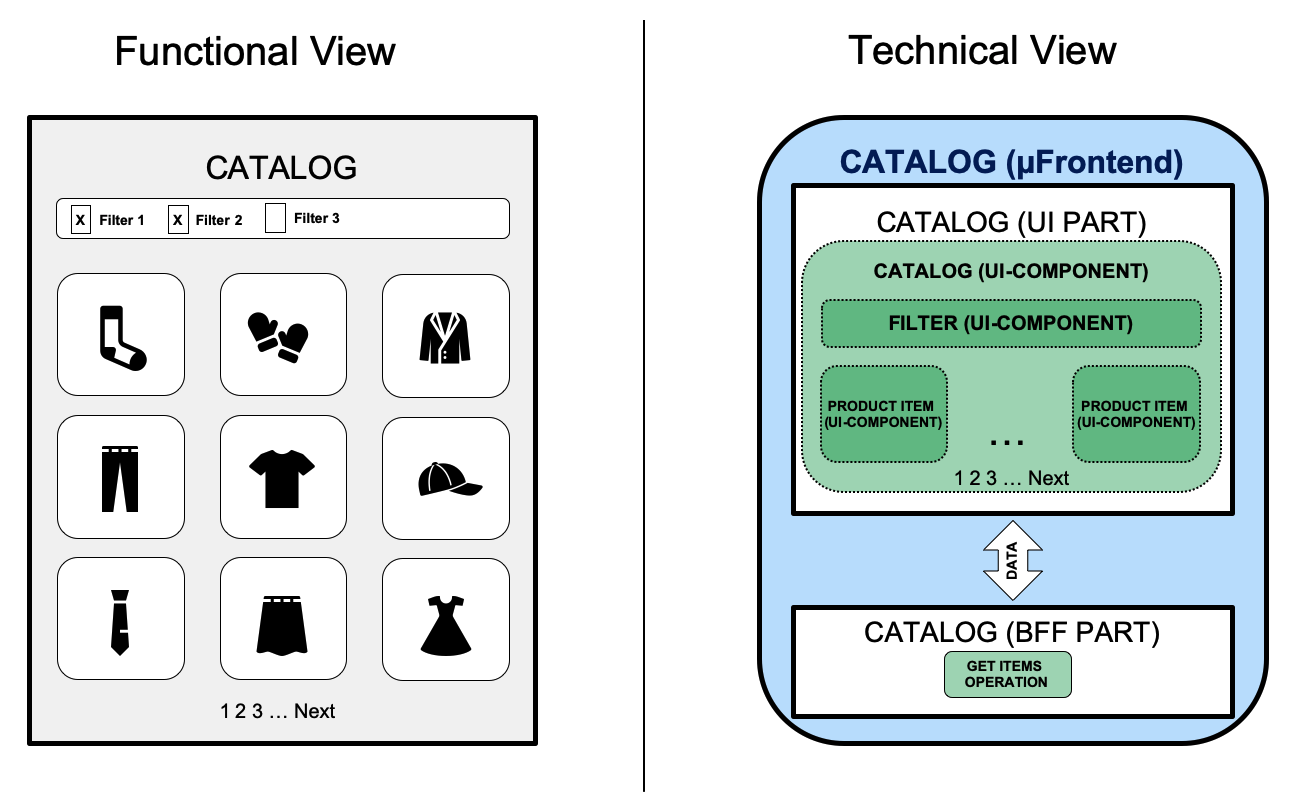 Functional View
CATALOG
X Filter 1 X Filter 2 Filter 3
1 2 3 … Next
Technical View
CATALOG (µFrontend)
CATALOG (UI PART)
CATALOG (UI-COMPONENT)
FILTER (UI-COMPONENT)
PRODUCT ITEM
(UI-COMPONENT)
...
PRODUCT ITEM
(UI-COMPONENT)
1 2 3 … Next
DATA
CATALOG (BFF PART)
GET ITEMS
OPERATION